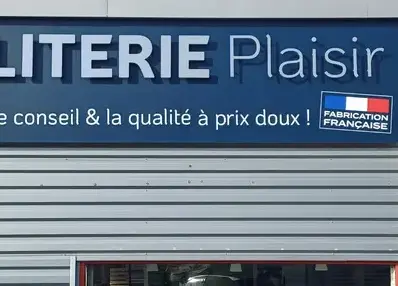 LITERIE Plaisir
e conseil & la qualité à prix doux !
FABRICATION
FRANÇAISE